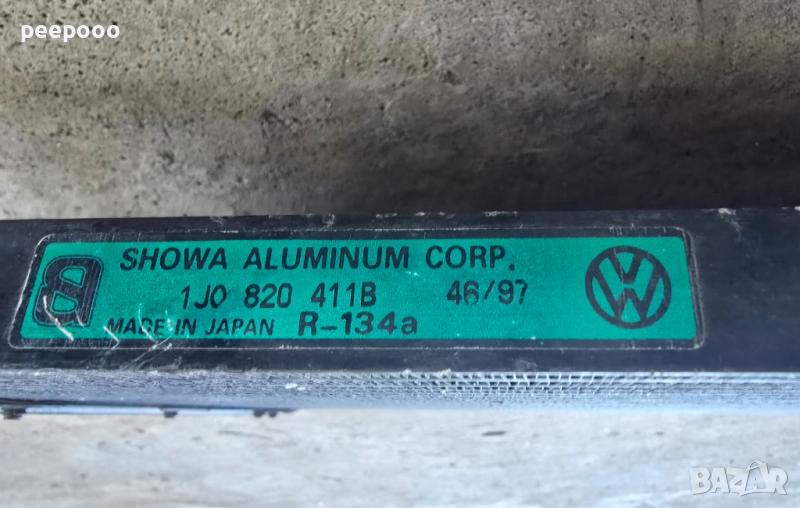 peepooo
SHOWA ALUMINUM CORP.
1J0 820 411B 46/97
MADE IN JAPAN R-134a
BAZAR